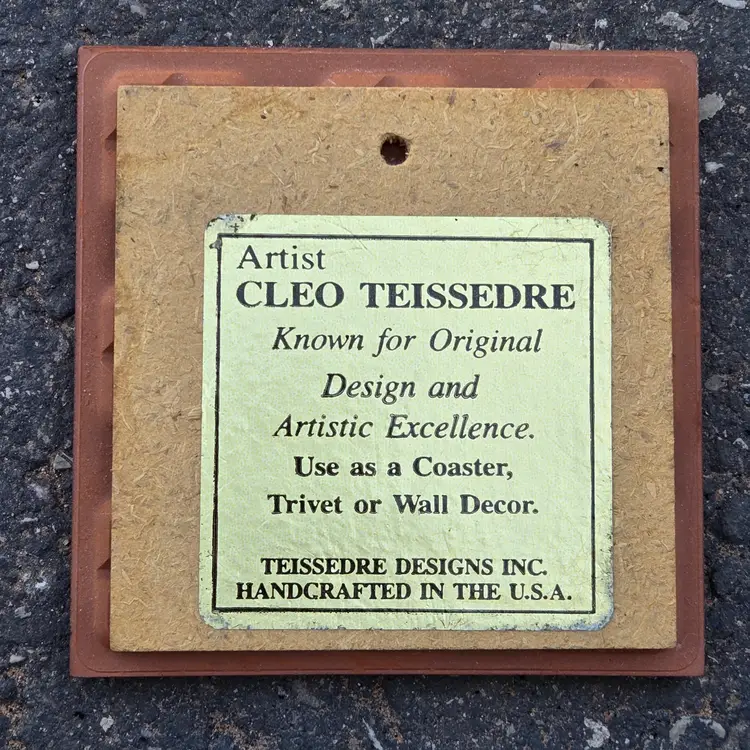 Artist
CLEO TEISSEDRE
Known for Original
Design and
Artistic Excellence.
Use as a Coaster,
Trivet or Wall Decor.
TEISSEDRE DESIGNS INC.
HANDCRAFTED IN THE U.S.A.